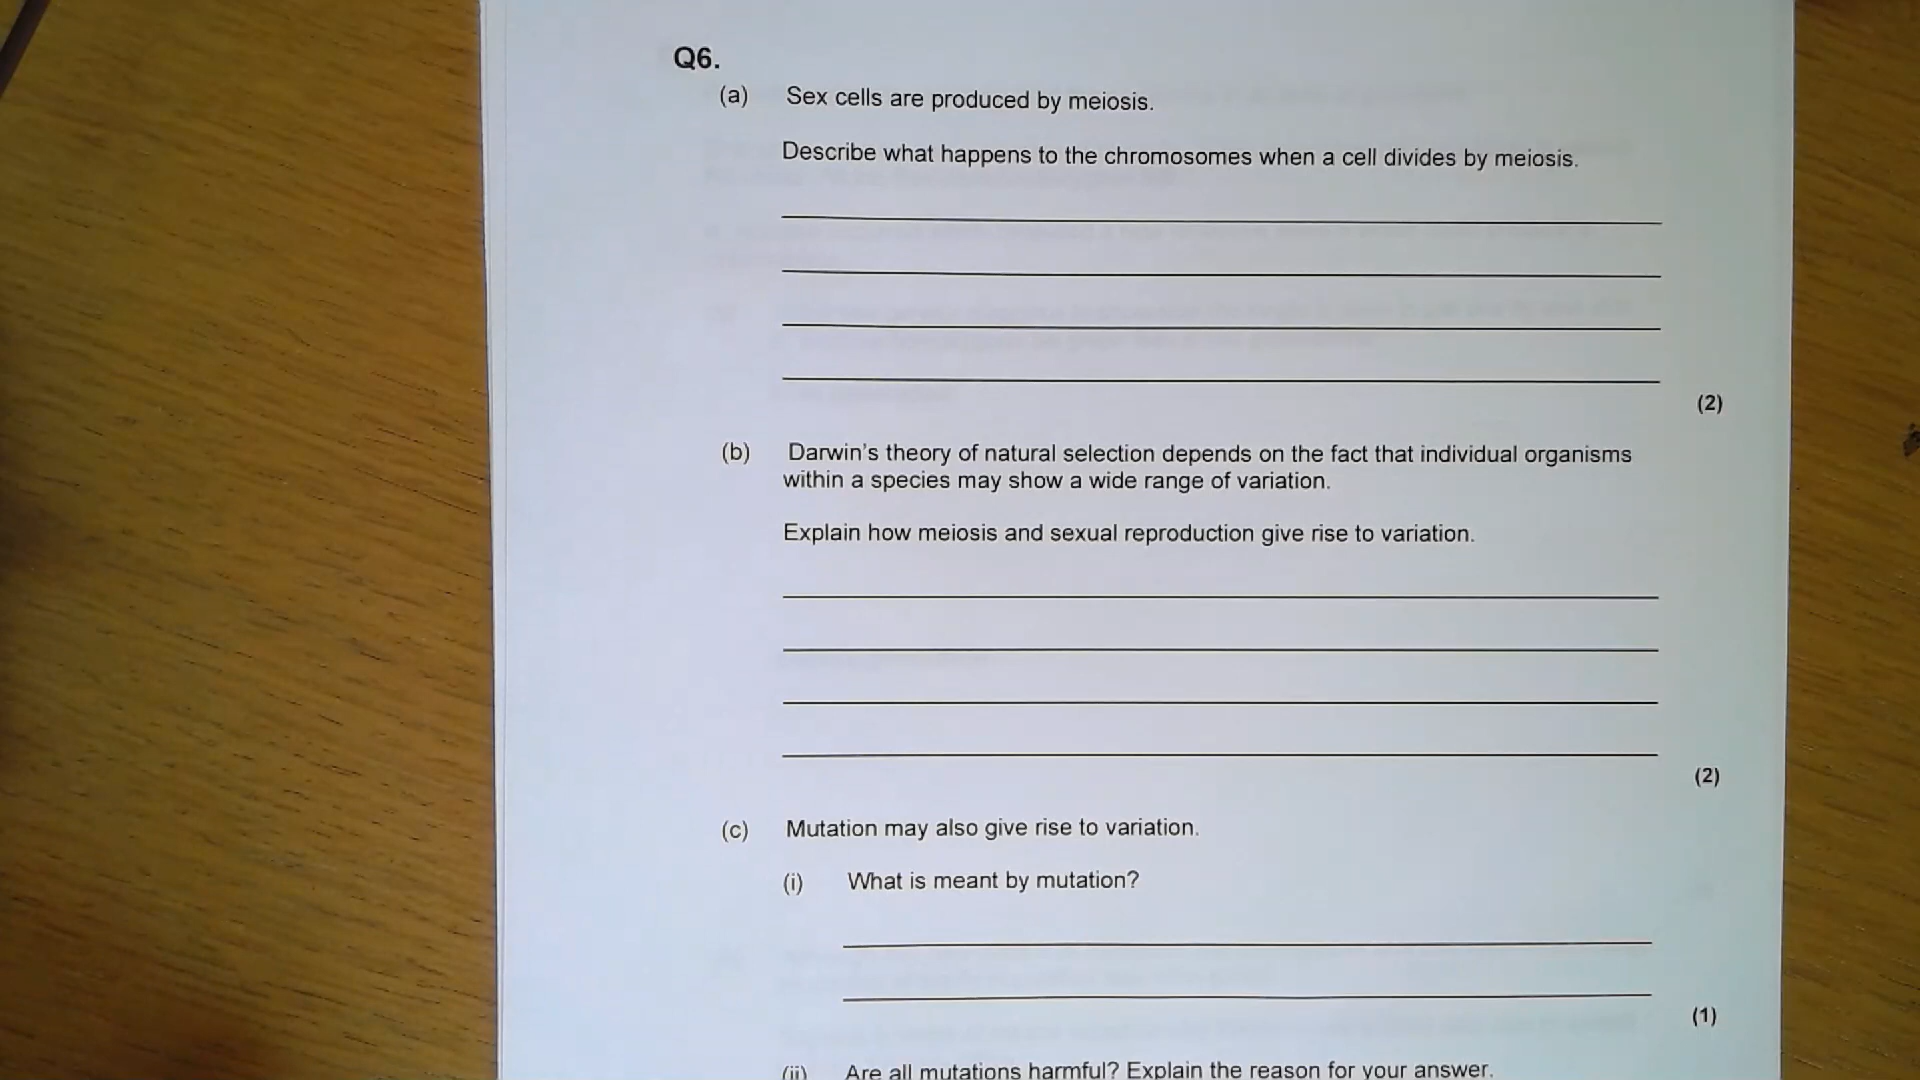 Q6.
(a) Sex cells are produced by meiosis.
Describe what happens to the chromosomes when a cell divides by meiosis.
(2)
(b) Darwin's theory of natural selection depends on the fact that individual organisms
within a species may show a wide range of variation.
Explain how meiosis and sexual reproduction give rise to variation.
(2)
(c) Mutation may also give rise to variation.
(i) What is meant by mutation?
(1)
(ii) Are all mutations harmful? Explain the reason for your answer.